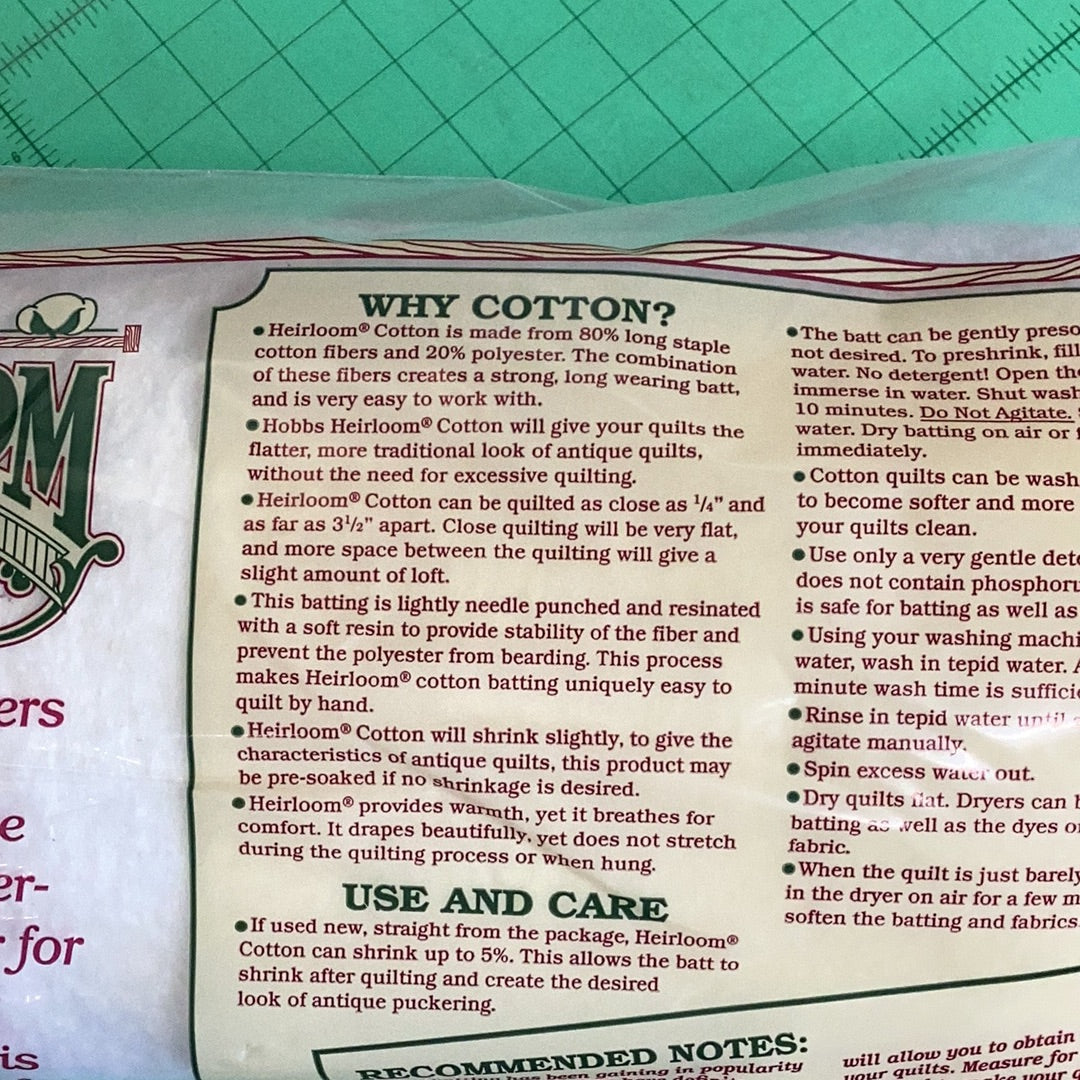 WHY COTTON?
• Heirloom® Cotton is made from 80% long staple
cotton fibers and 20% polyester. The combination
of these fibers creates a strong, long wearing batt,
and is very easy to work with.
• Hobbs Heirloom® Cotton will give your quilts the
flatter, more traditional look of antique quilts,
without the need for excessive quilting.
• Heirloom® Cotton can be quilted as close as 1/4" and
as far as 3 1/2" apart. Close quilting will be very flat,
and more space between the quilting will give a
slight amount of loft.
• This batting is lightly needle punched and resinated
with a soft resin to provide stability of the fiber and
prevent the polyester from bearding. This process
makes Heirloom® cotton batting uniquely easy to
quilt by hand.
• Heirloom® Cotton will shrink slightly, to give the
characteristics of antique quilts, this product may
be pre-soaked if no shrinkage is desired.
• Heirloom® provides warmth, yet it breathes for
comfort. It drapes beautifully, yet does not stretch
during the quilting process or when hung.
USE AND CARE
• If used new, straight from the package, Heirloom®
Cotton can shrink up to 5%. This allows the batt to
shrink after quilting and create the desired
look of antique puckering.
• The batt can be gently preso
not desired. To preshrink, fill
water. No detergent! Open the
immerse in water. Shut wash
10 minutes. Do Not Agitate.
water. Dry batting on air or
immediately.
• Cotton quilts can be wash
to become softer and more
your quilts clean.
• Use only a very gentle dete
does not contain phosphoru
is safe for batting as well as
• Using your washing machi
water, wash in tepid water. A
minute wash time is sufficie
• Rinse in tepid water until
agitate manually.
• Spin excess water out.
• Dry quilts flat. Dryers can
batting as well as the dyes o
fabric.
• When the quilt is just barely
in the dryer on air for a few m
soften the batting and fabrics.
OM
ers
e
er-
for
is
RECOMMENDED NOTES:
has been gaining in popularity
will allow you to obtain
your quilts. Measure for
6